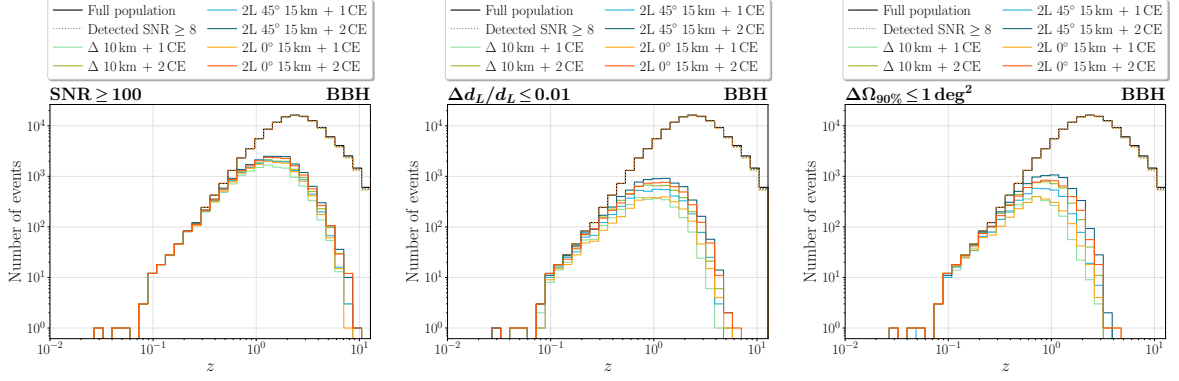 Full population
Detected SNR ≥ 8
Δ 10 km + 1 CE
Δ 10 km + 2 CE
2L 45° 15 km + 1 CE
2L 45° 15 km + 2 CE
2L 0° 15 km + 1 CE
2L 0° 15 km + 2 CE
SNR ≥ 100
BBH
Number of events
10⁴
10³
10²
10¹
10⁰
10⁻²
10⁻¹
10⁰
10¹
z
Full population
Detected SNR ≥ 8
Δ 10 km + 1 CE
Δ 10 km + 2 CE
2L 45° 15 km + 1 CE
2L 45° 15 km + 2 CE
2L 0° 15 km + 1 CE
2L 0° 15 km + 2 CE
Δd_L/d_L ≤ 0.01
BBH
Number of events
10⁴
10³
10²
10¹
10⁰
10⁻²
10⁻¹
10⁰
10¹
z
Full population
Detected SNR ≥ 8
Δ 10 km + 1 CE
Δ 10 km + 2 CE
2L 45° 15 km + 1 CE
2L 45° 15 km + 2 CE
2L 0° 15 km + 1 CE
2L 0° 15 km + 2 CE
ΔΩ₉₀% ≤ 1 deg²
BBH
Number of events
10⁴
10³
10²
10¹
10⁰
10⁻²
10⁻¹
10⁰
10¹
z